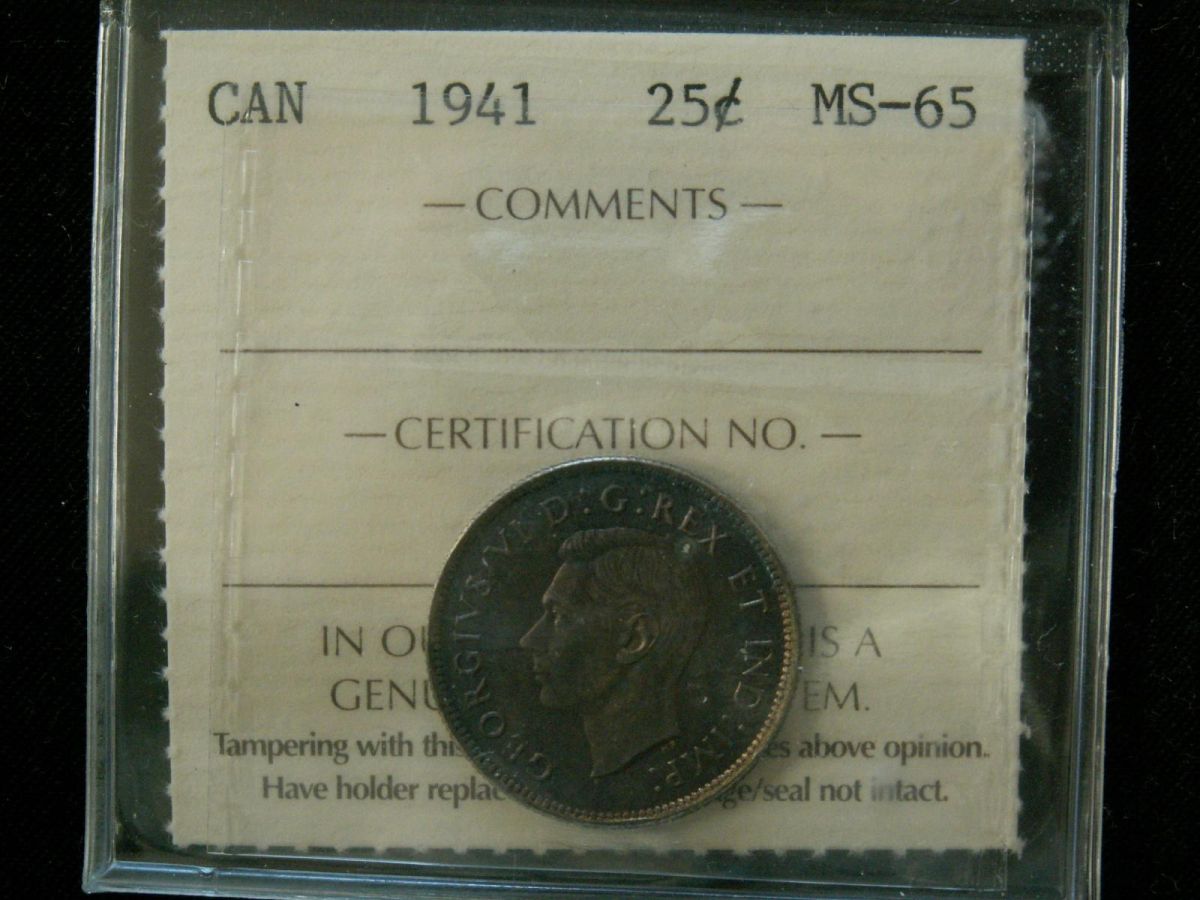 CAN 1941 25¢ MS-65
— COMMENTS —
— CERTIFICATION NO. —
GEORGIVS VI D:G:REX ET IND:IMP:
IN OU IS A
GENU TEM.
Tampering with this es above opinion.
Have holder replac ge/seal not intact.